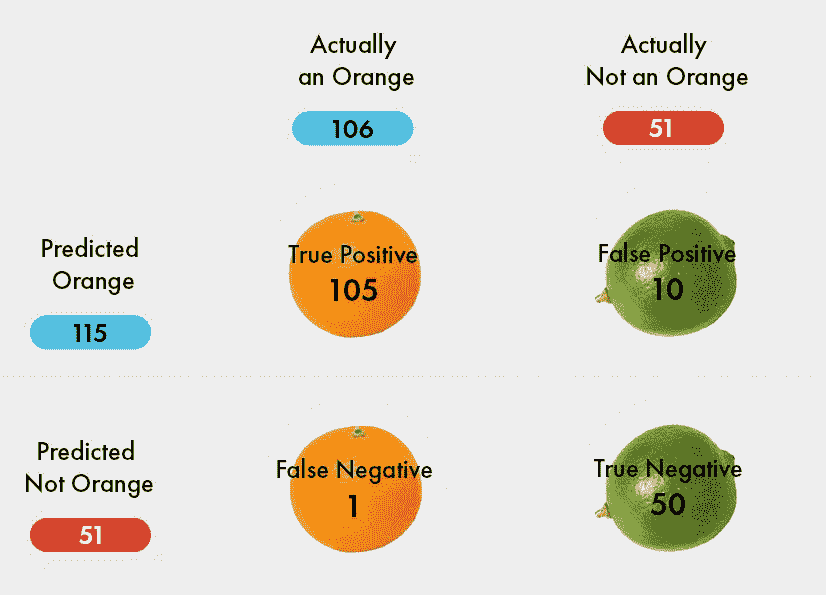 Actually
an Orange
106
Actually
Not an Orange
51
Predicted
Orange
115
True Positive
105
False Positive
10
Predicted
Not Orange
51
False Negative
1
True Negative
50